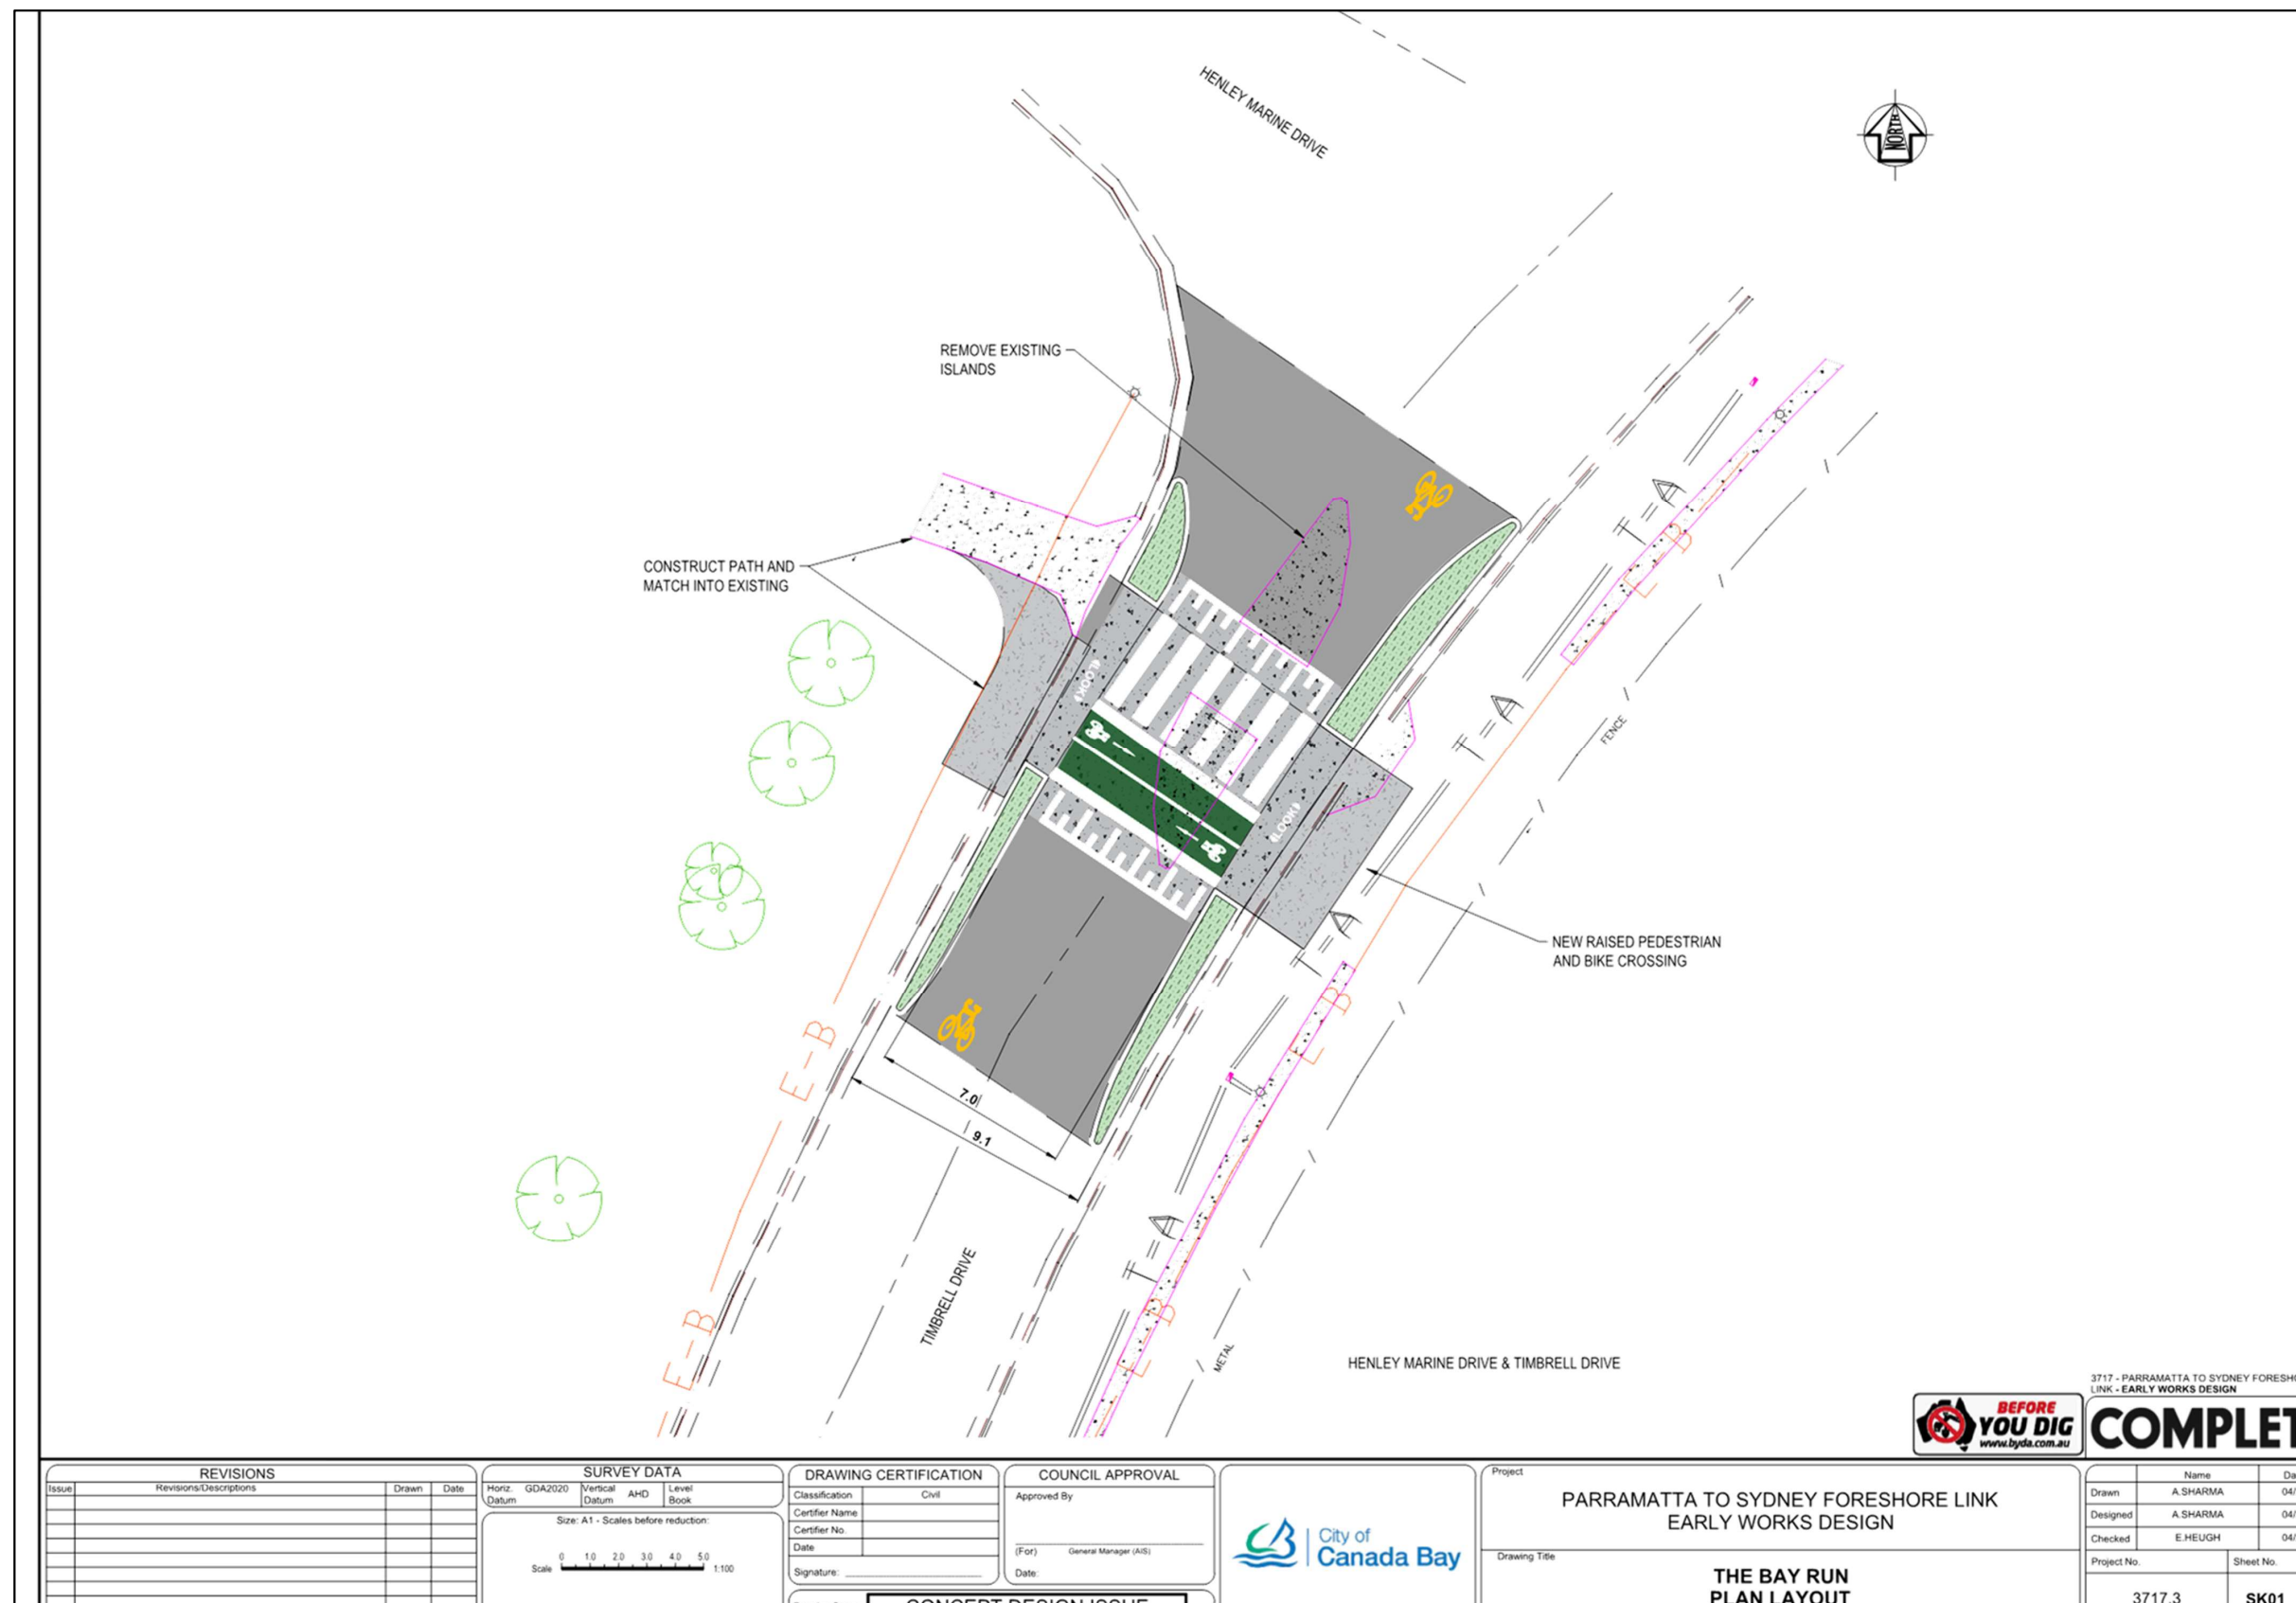 HENLEY MARINE DRIVE
NORTH
REMOVE EXISTING
ISLANDS
CONSTRUCT PATH AND
MATCH INTO EXISTING
LOOK
LOOK
FENCE
NEW RAISED PEDESTRIAN
AND BIKE CROSSING
E-B
7.0
9.1
E-B
TIMBRELL DRIVE
METAL
HENLEY MARINE DRIVE & TIMBRELL DRIVE
3717 - PARRAMATTA TO SYDNEY
LINK - EARLY WORKS DESIGN
BEFORE
YOU DIG
www.byda.com.au
REVISIONS
Issue Revisions/Descriptions Drawn Date
SURVEY DATA
Horiz. Datum GDA2020 Vertical Datum AHD Level Book
Size: A1 - Scales before reduction:
Scale 0 1.0 2.0 3.0 4.0 5.0 1:100
DRAWING CERTIFICATION
Classification Civil
Certifier Name
Certifier No.
Date
Signature:
COUNCIL APPROVAL
Approved By
(For) General Manager (AIS)
Date:
City of
Canada Bay
Project
PARRAMATTA TO SYDNEY FORESHORE LINK
EARLY WORKS DESIGN
Drawing Title
THE BAY RUN
PLAN LAYOUT
Name
Drawn A.SHARMA 04/
Designed A.SHARMA 04/
Checked E.HEUGH 04/
Project No. Sheet No.
3717.3 SK01
CONCEPT DESIGN ISSUE